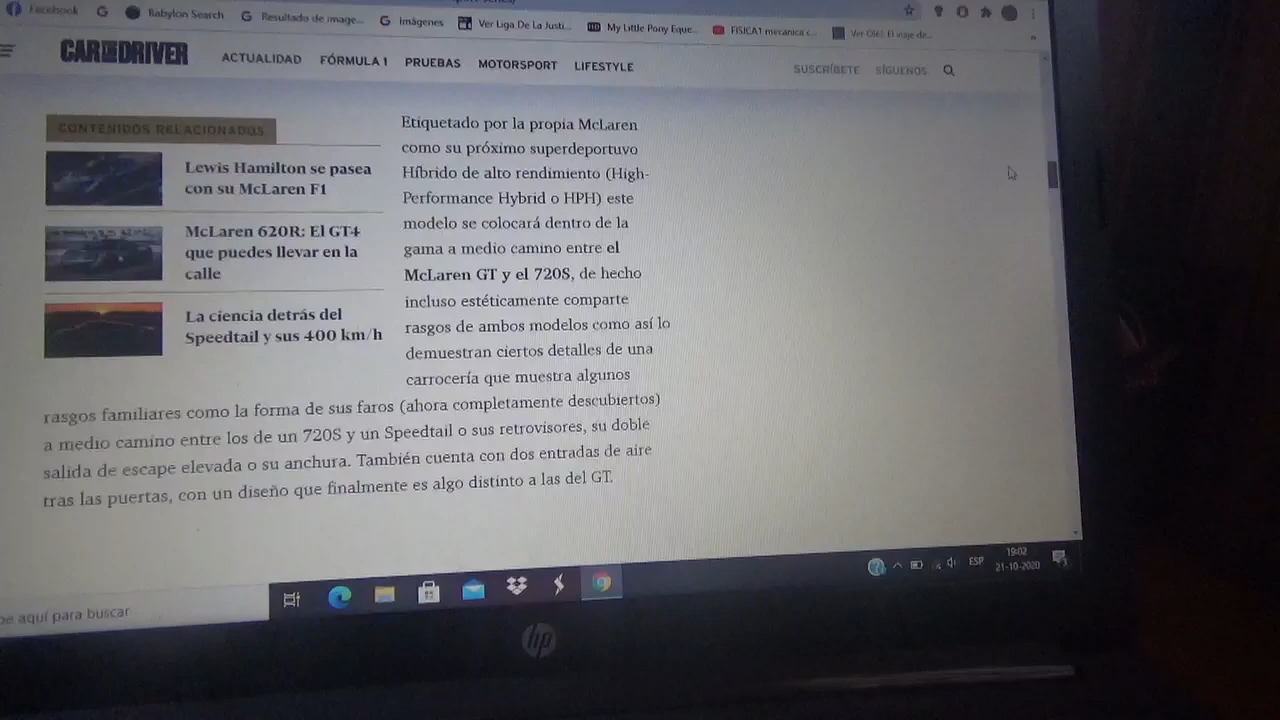 Facebook
Babylon Search
Resultado de image...
Imágenes
Ver Liga De La Justi...
My Little Pony Eque...
FISICA1 mecanica c...
Ver Olé! El viaje de...
CAR AND DRIVER
ACTUALIDAD
FÓRMULA 1
PRUEBAS
MOTORSPORT
LIFESTYLE
SUSCRÍBETE
SÍGUENOS
CONTENIDOS RELACIONADOS
Lewis Hamilton se pasea
con su McLaren F1
McLaren 620R: El GT4
que puedes llevar en la
calle
La ciencia detrás del
Speedtail y sus 400 km/h
Etiquetado por la propia McLaren
como su próximo superdeportuvo
Híbrido de alto rendimiento (High-
Performance Hybrid o HPH) este
modelo se colocará dentro de la
gama a medio camino entre el
McLaren GT y el 720S, de hecho
incluso estéticamente comparte
rasgos de ambos modelos como así lo
demuestran ciertos detalles de una
carrocería que muestra algunos
rasgos familiares como la forma de sus faros (ahora completamente descubiertos)
a medio camino entre los de un 720S y un Speedtail o sus retrovisores, su doble
salida de escape elevada o su anchura. También cuenta con dos entradas de aire
tras las puertas, con un diseño que finalmente es algo distinto a las del GT.
be aquí para buscar
ESP
19:02
21-10-2020
hp